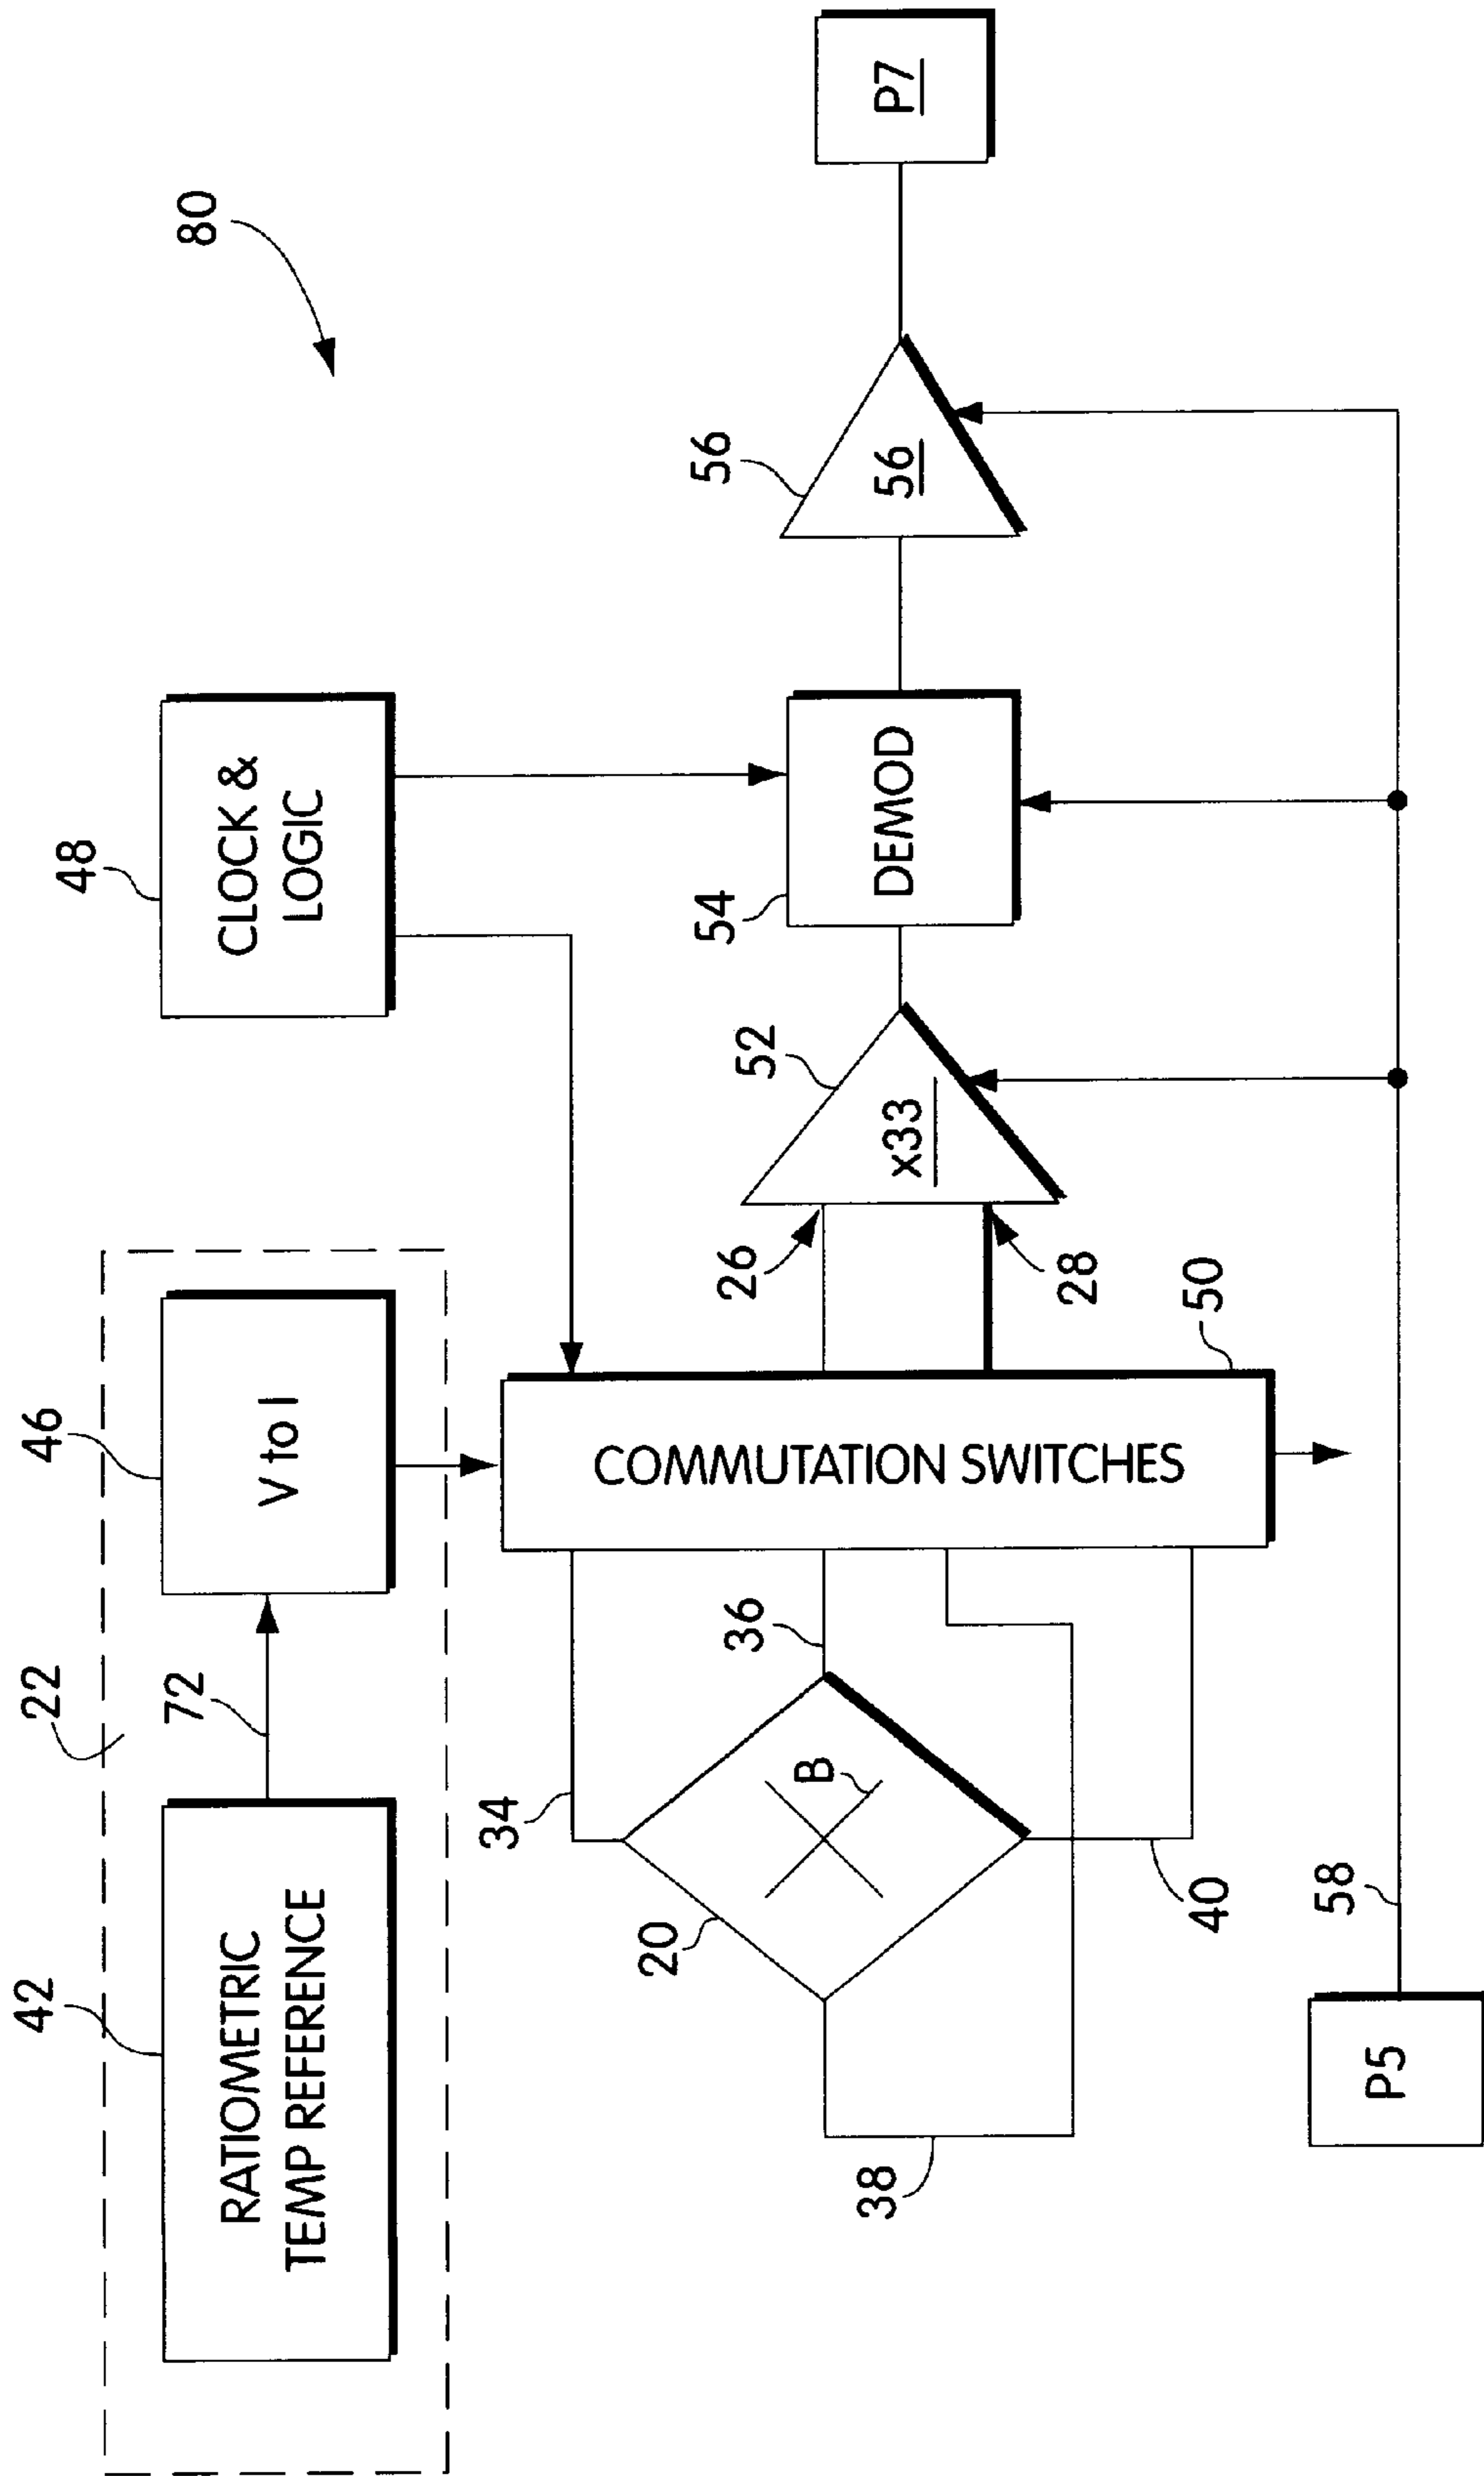 80
22
42
RATIOMETRIC
TEMP REFERENCE
72
46
V to I
48
CLOCK &
LOGIC
34
20
B
36
38
40
COMMUTATION SWITCHES
50
26
28
52
x33
54
DEMOD
56
56
P7
P5
58